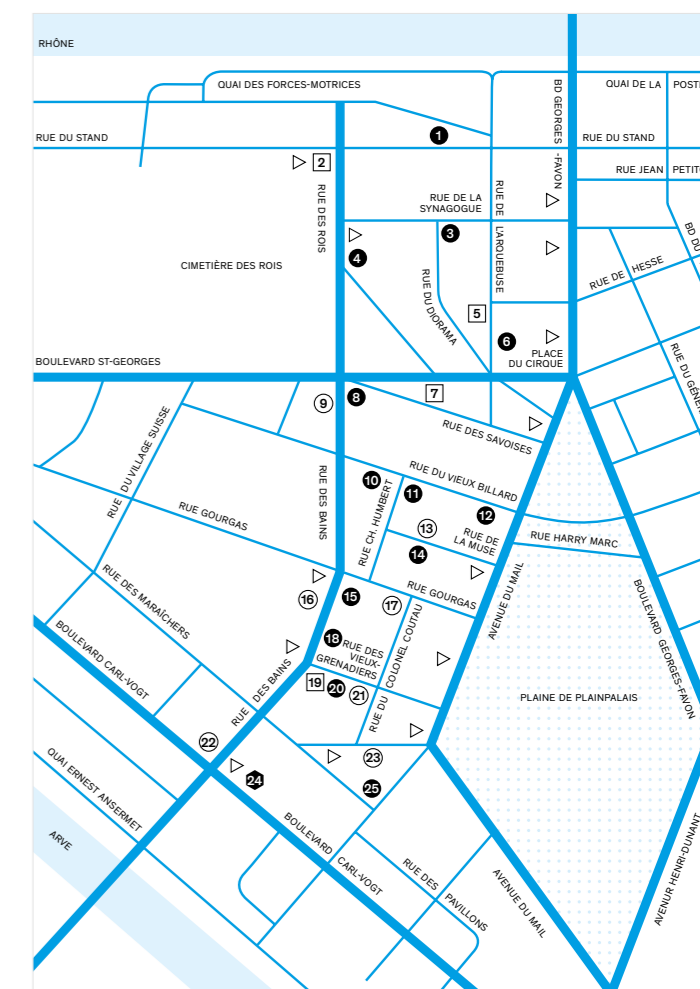 RHÔNE
QUAI DES FORCES-MOTRICES
BD GEORGES
-FAVON
QUAI DE LA
POST
RUE DU STAND
1
RUE DU STAND
2
RUE JEAN
PETIT
RUE DES ROIS
RUE DE LA
SYNAGOGUE
RUE DE
L'ARQUEBUSE
3
BD DU
CIMETIÈRE DES ROIS
4
RUE DU DIORAMA
RUE DE HESSE
5
6
PLACE
DU CIRQUE
RUE DU GÉNÉ
BOULEVARD ST-GEORGES
7
8
9
RUE DU VILLAGE SUISSE
RUE DES SAVOISES
RUE DES BAINS
RUE DU VIEUX BILLARD
10
11
RUE CH. HUMBERT
12
RUE GOURGAS
13
RUE DE
LA MUSE
RUE HARRY MARC
14
RUE DES MARAÎCHERS
RUE GOURGAS
AVENUE DU MAIL
BOULEVARD GEORGES-FAVON
15
16
17
BOULEVARD CARL-VOGT
18
RUE DES
VIEUX-
GRENADIERS
RUE DU COLONEL COUTAU
RUE DES BAINS
19
20
21
PLAINE DE PLAINPALAIS
22
23
24
25
QUAI ERNEST ANSERMET
ARVE
BOULEVARD CARL-VOGT
RUE DES PAVILLONS
AVENUE DU MAIL
AVENUR HENRI-DUNANT